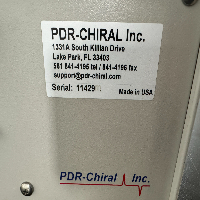 PDR-CHIRAL Inc.
1331A South Killian Drive
Lake Park, FL 33403
561 841-4195 tel / 841-4196 fax
support@pdr-chiral.com
Serial: 11429
Made in USA
PDR-Chiral Inc.